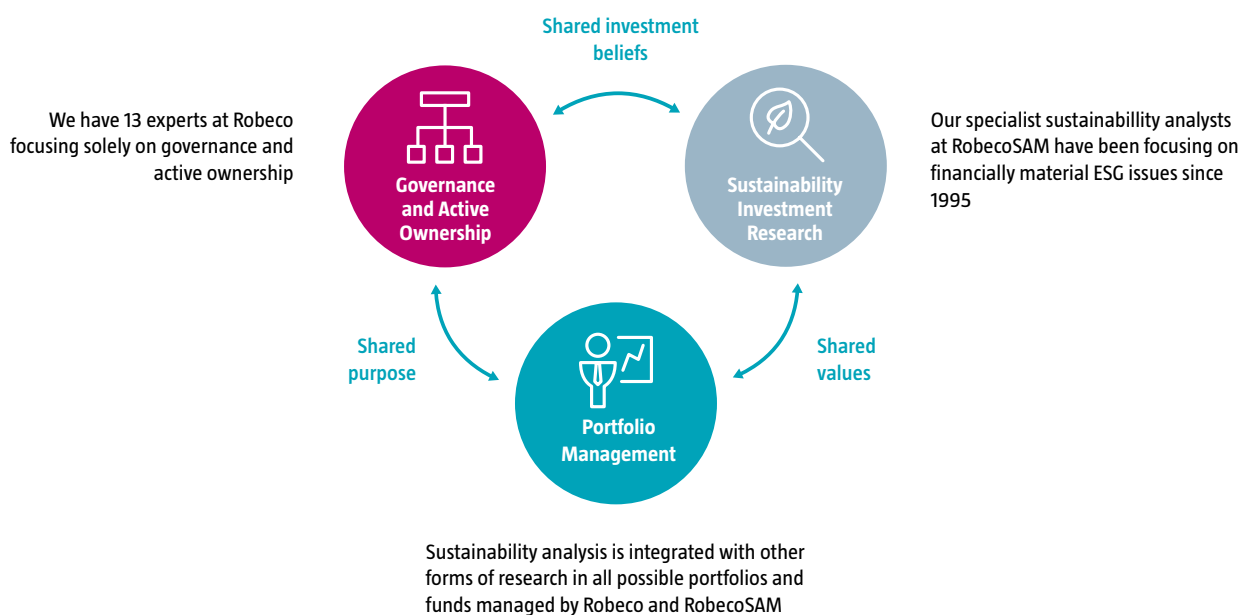 Shared investment
beliefs
We have 13 experts at Robeco
focusing solely on governance and
active ownership
Governance
and Active
Ownership
Sustainability
Investment
Research
Our specialist sustainabillity analysts
at RobecoSAM have been focusing on
financially material ESG issues since
1995
Shared
purpose
Shared
values
Portfolio
Management
Sustainability analysis is integrated with other
forms of research in all possible portfolios and
funds managed by Robeco and RobecoSAM